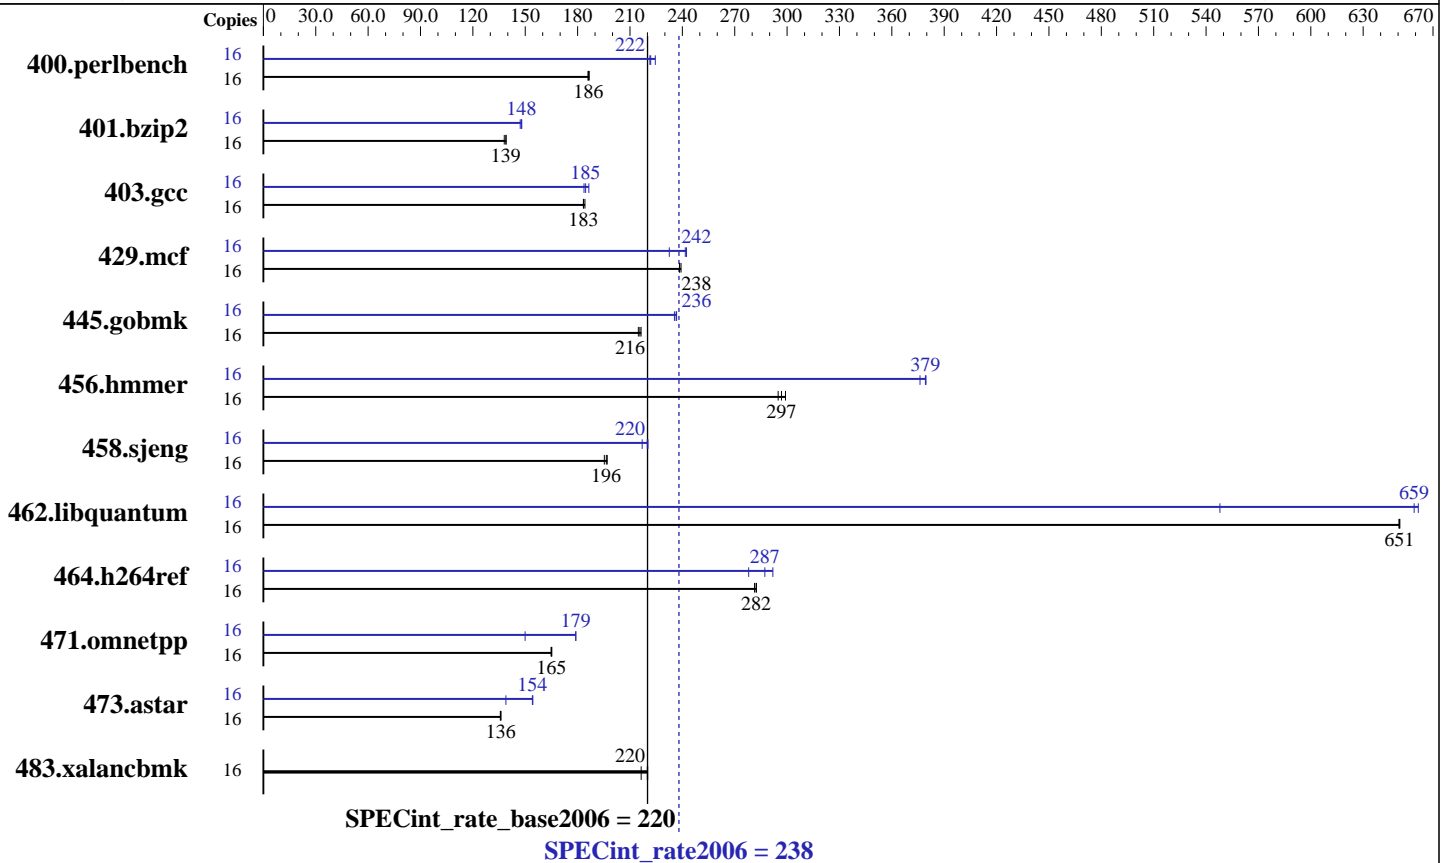 Copies 0 30.0 60.0 90.0 120 150 180 210 240 270 300 330 360 390 420 450 480 510 540 570 600 630 670
400.perlbench 16 222
16 186
401.bzip2 16 148
16 139
403.gcc 16 185
16 183
429.mcf 16 242
16 238
445.gobmk 16 236
16 216
456.hmmer 16 379
16 297
458.sjeng 16 220
16 196
462.libquantum 16 659
16 651
464.h264ref 16 287
16 282
471.omnetpp 16 179
16 165
473.astar 16 154
16 136
483.xalancbmk 16 220
SPECint_rate_base2006 = 220
SPECint_rate2006 = 238